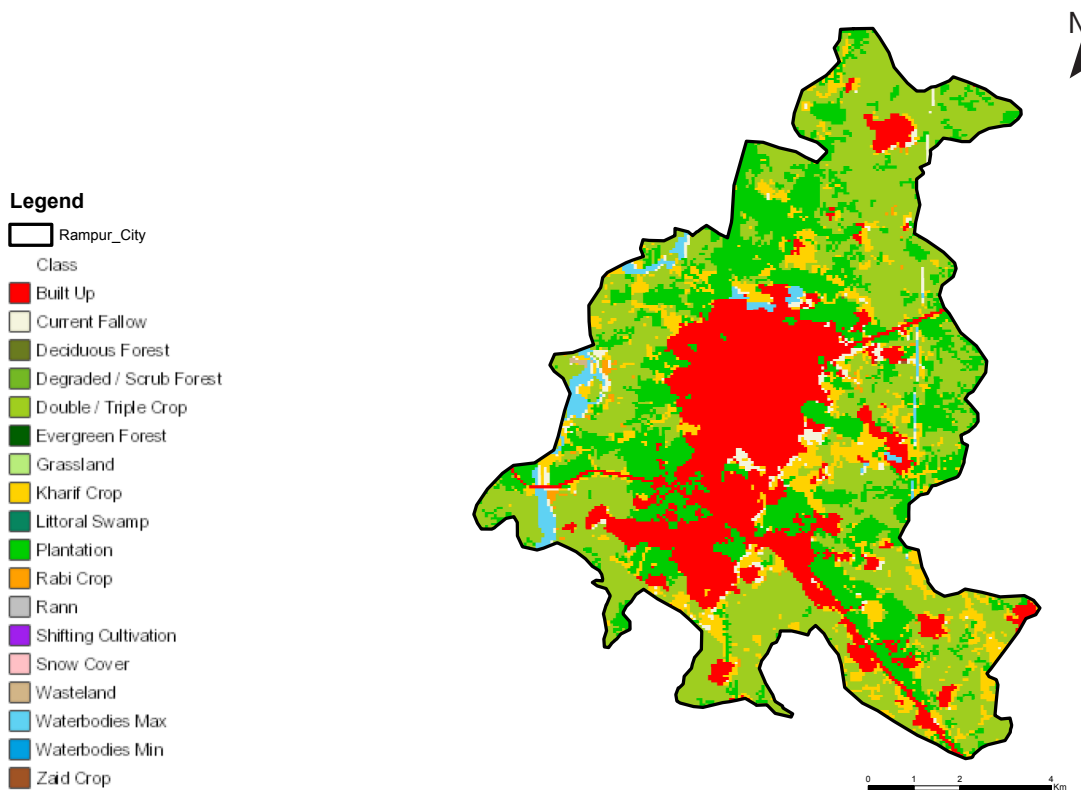 N
Legend
Rampur_City
Class
Built Up
Current Fallow
Deciduous Forest
Degraded / Scrub Forest
Double / Triple Crop
Evergreen Forest
Grassland
Kharif Crop
Littoral Swamp
Plantation
Rabi Crop
Rann
Shifting Cultivation
Snow Cover
Wasteland
Waterbodies Max
Waterbodies Min
Zaid Crop
0 1 2 4
Km